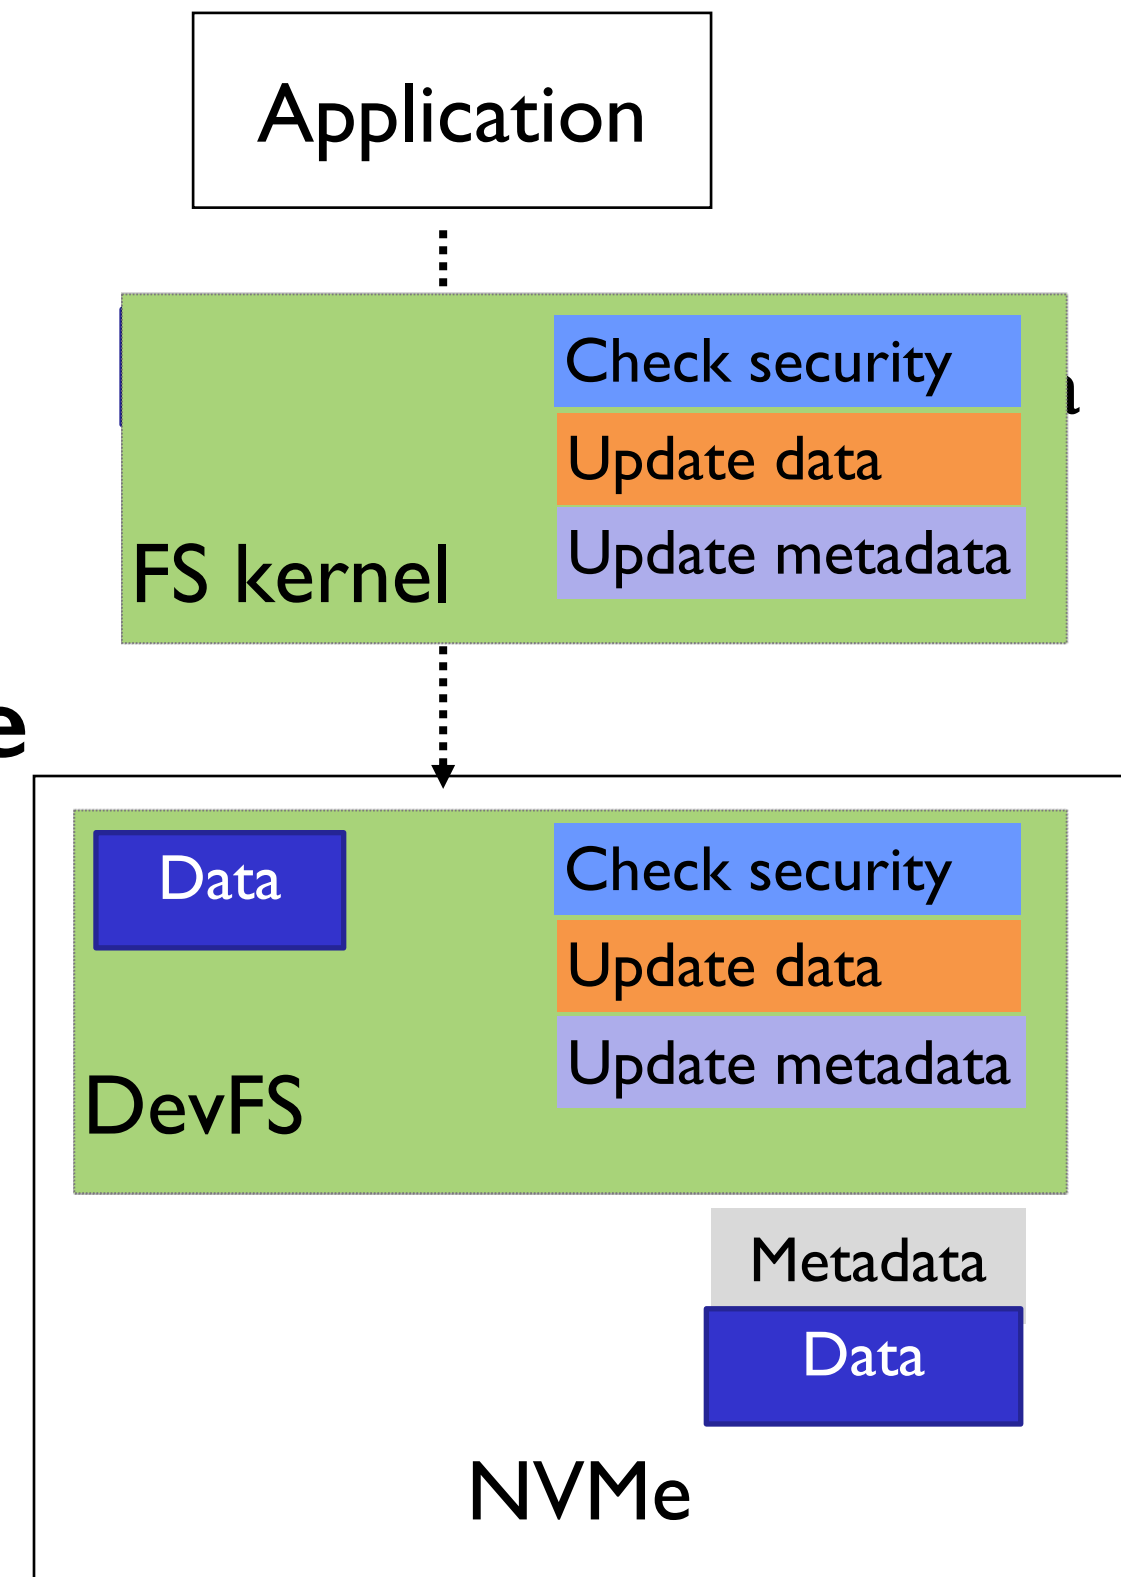 Application
Check security
Update data
Update metadata
FS kernel
Data
Check security
Update data
Update metadata
DevFS
Metadata
Data
NVMe